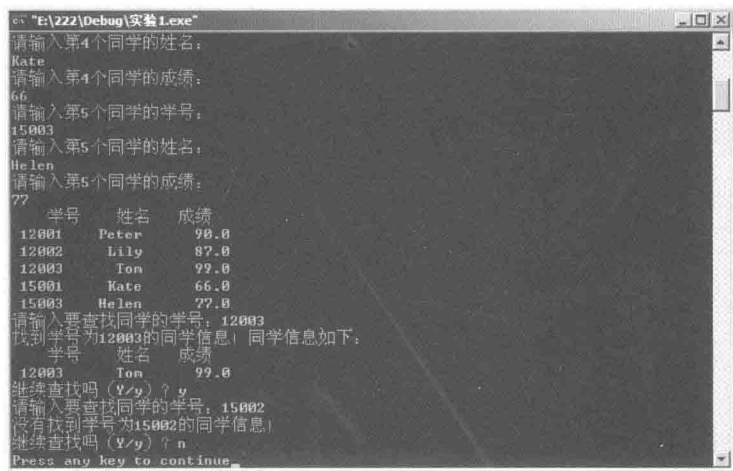 "E:\222\Debug\实验1.exe"
请输入第4个同学的姓名：
Kate
请输入第4个同学的成绩：
66
请输入第5个同学的学号：
15003
请输入第5个同学的姓名：
Helen
请输入第5个同学的成绩：
77
学号 姓名 成绩
12001 Peter 90.0
12002 Lily 87.0
12003 Tom 99.0
15001 Kate 66.0
15003 Helen 77.0
请输入要查找同学的学号：12003
找到学号为12003的同学信息！同学信息如下：
学号 姓名 成绩
12003 Tom 99.0
继续查找吗（Y/y）？y
请输入要查找同学的学号：15002
没有找到学号为15002的同学信息！
继续查找吗（Y/y）？n
Press any key to continue_